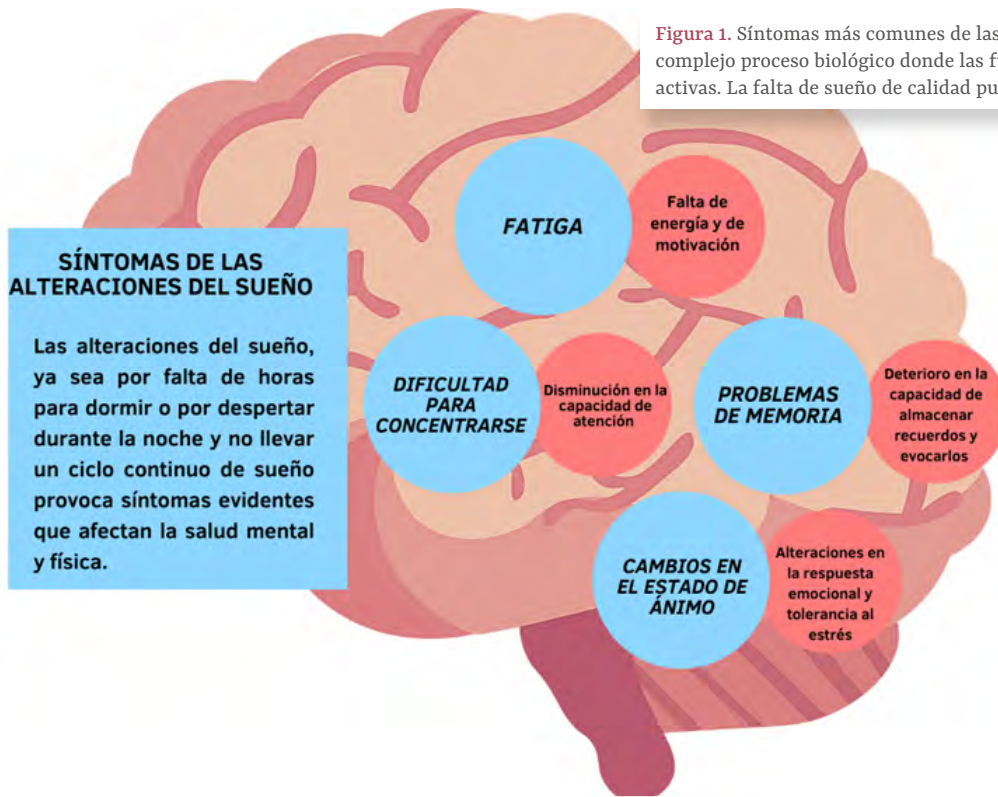 Figura 1. Síntomas más comunes de las
complejo proceso biológico donde las
activas. La falta de sueño de calidad
FATIGA
Falta de
energía y de
motivación
SÍNTOMAS DE LAS
ALTERACIONES DEL SUEÑO
Las alteraciones del sueño,
ya sea por falta de horas
para dormir o por despertar
durante la noche y no llevar
un ciclo continuo de sueño
provoca síntomas evidentes
que afectan la salud mental
y física.
DIFICULTAD
PARA
CONCENTRARSE
Disminución en la
capacidad de
atención
PROBLEMAS
DE MEMORIA
Deterioro en la
capacidad de
almacenar
recuerdos y
evocarlos
CAMBIOS EN
EL ESTADO DE
ÁNIMO
Alteraciones en
la respuesta
emocional y
tolerancia al
estrés